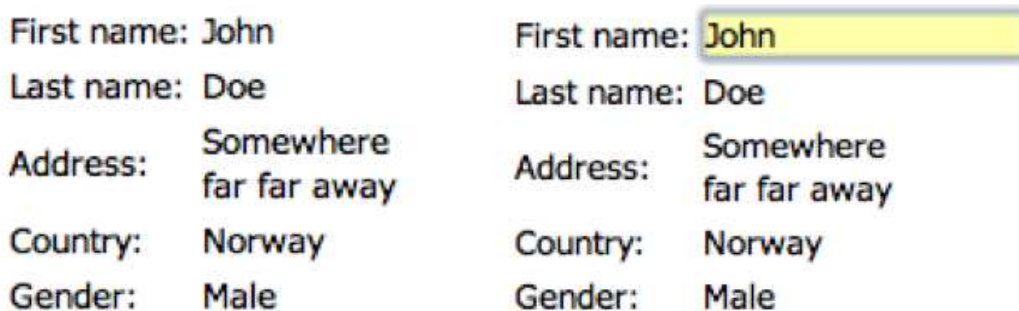 First name: John
Last name: Doe
Address: Somewhere
far far away
Country: Norway
Gender: Male
First name: John
Last name: Doe
Address: Somewhere
far far away
Country: Norway
Gender: Male